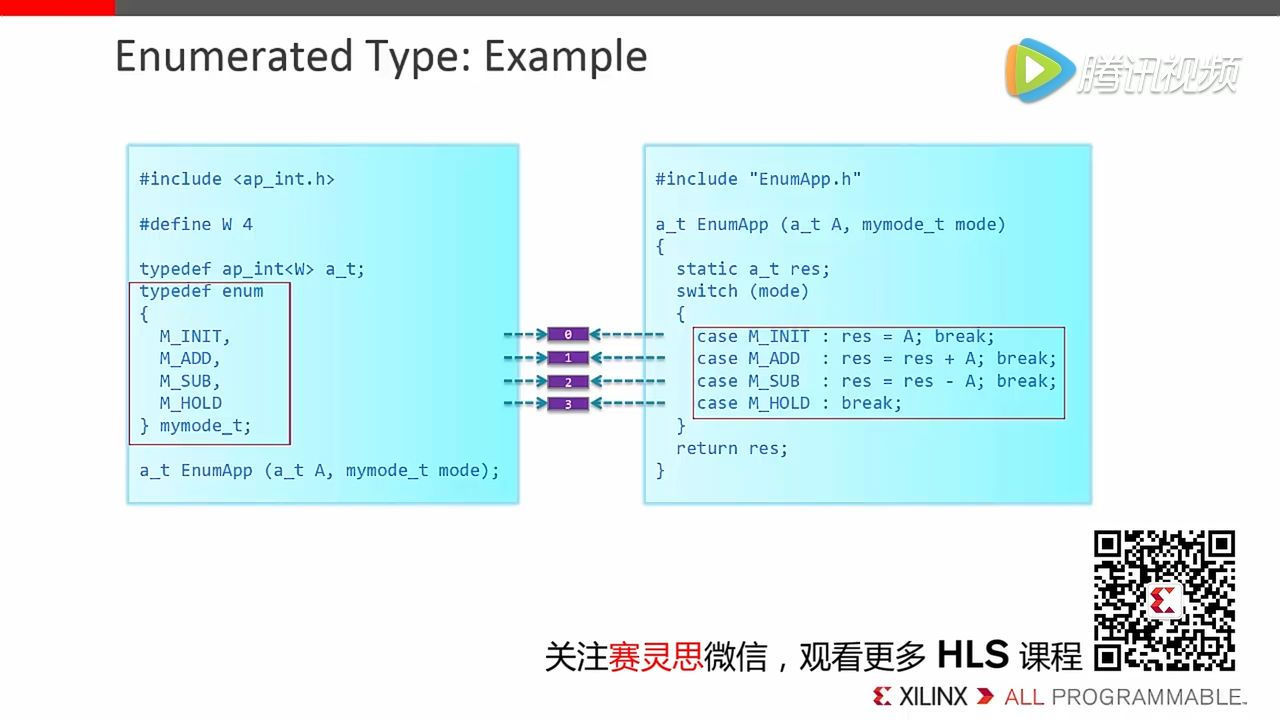 Enumerated Type: Example
腾讯视频
#include <ap_int.h>
#define W 4
typedef ap_int<W> a_t;
typedef enum
{
M_INIT,
M_ADD,
M_SUB,
M_HOLD
} mymode_t;
a_t EnumApp (a_t A, mymode_t mode);
0
1
2
3
#include "EnumApp.h"
a_t EnumApp (a_t A, mymode_t mode)
{
static a_t res;
switch (mode)
{
case M_INIT : res = A; break;
case M_ADD  : res = res + A; break;
case M_SUB  : res = res - A; break;
case M_HOLD : break;
}
return res;
}
关注赛灵思微信，观看更多 HLS 课程
XILINX ALL PROGRAMMABLE™